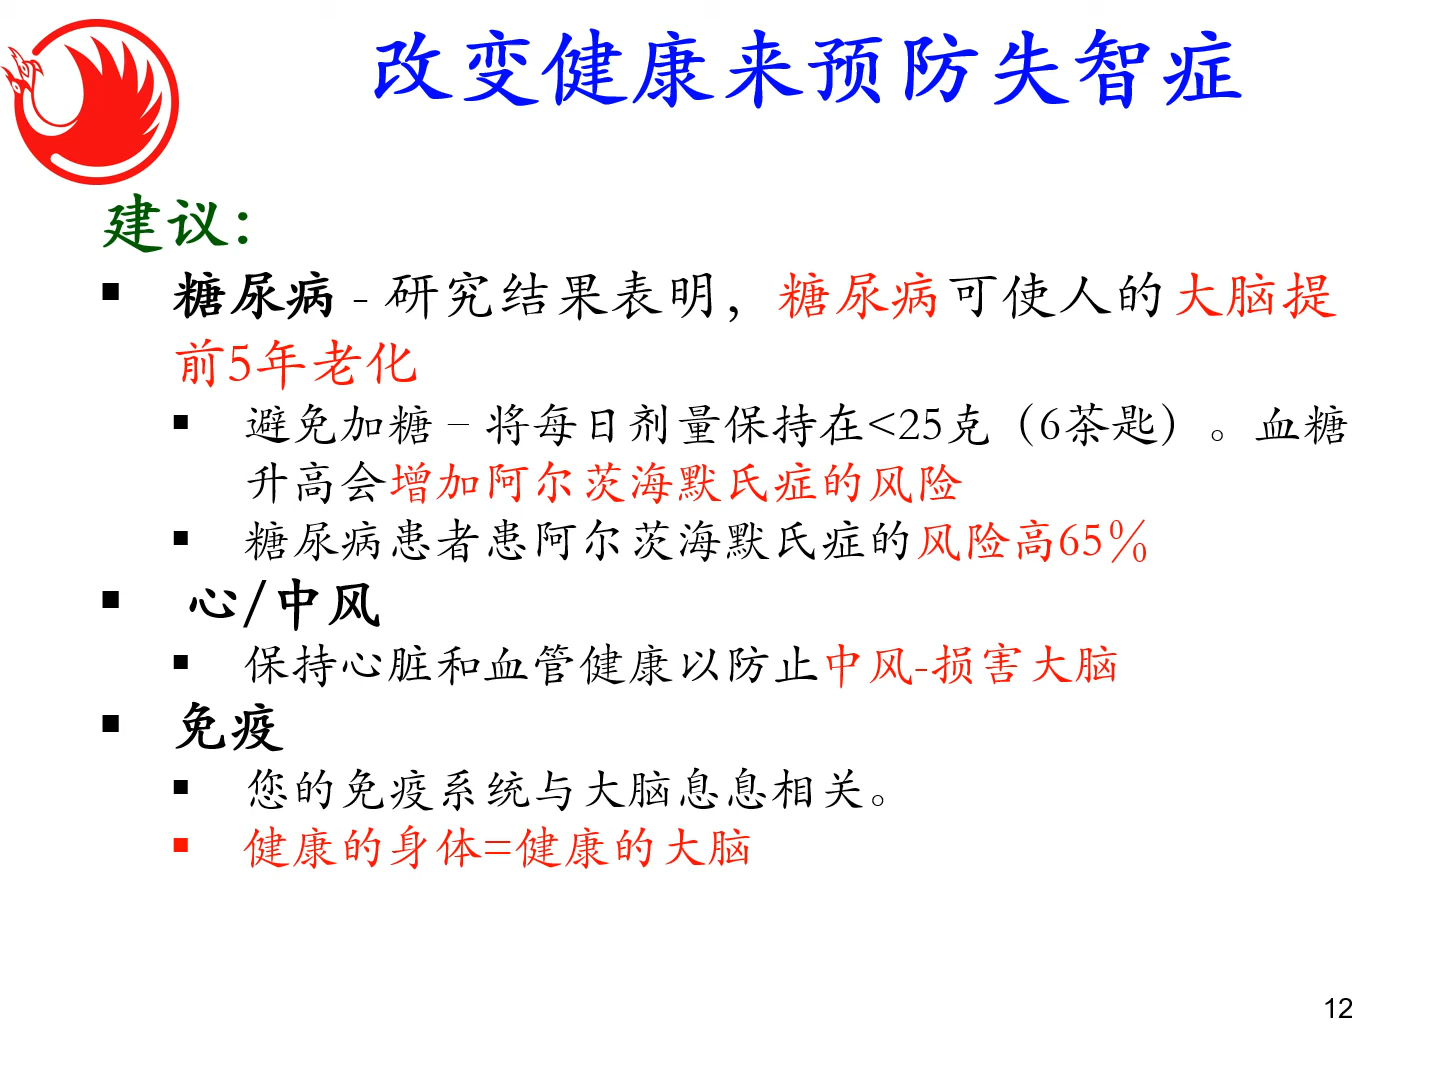 改变健康来预防失智症
建议：
▪ 糖尿病 - 研究结果表明，糖尿病可使人的大脑提
前5年老化
▪ 避免加糖 – 将每日剂量保持在<25克（6茶匙）。血糖
升高会增加阿尔茨海默氏症的风险
▪ 糖尿病患者患阿尔茨海默氏症的风险高65%
▪ 心/中风
▪ 保持心脏和血管健康以防止中风-损害大脑
▪ 免疫
▪ 您的免疫系统与大脑息息相关。
▪ 健康的身体=健康的大脑
12